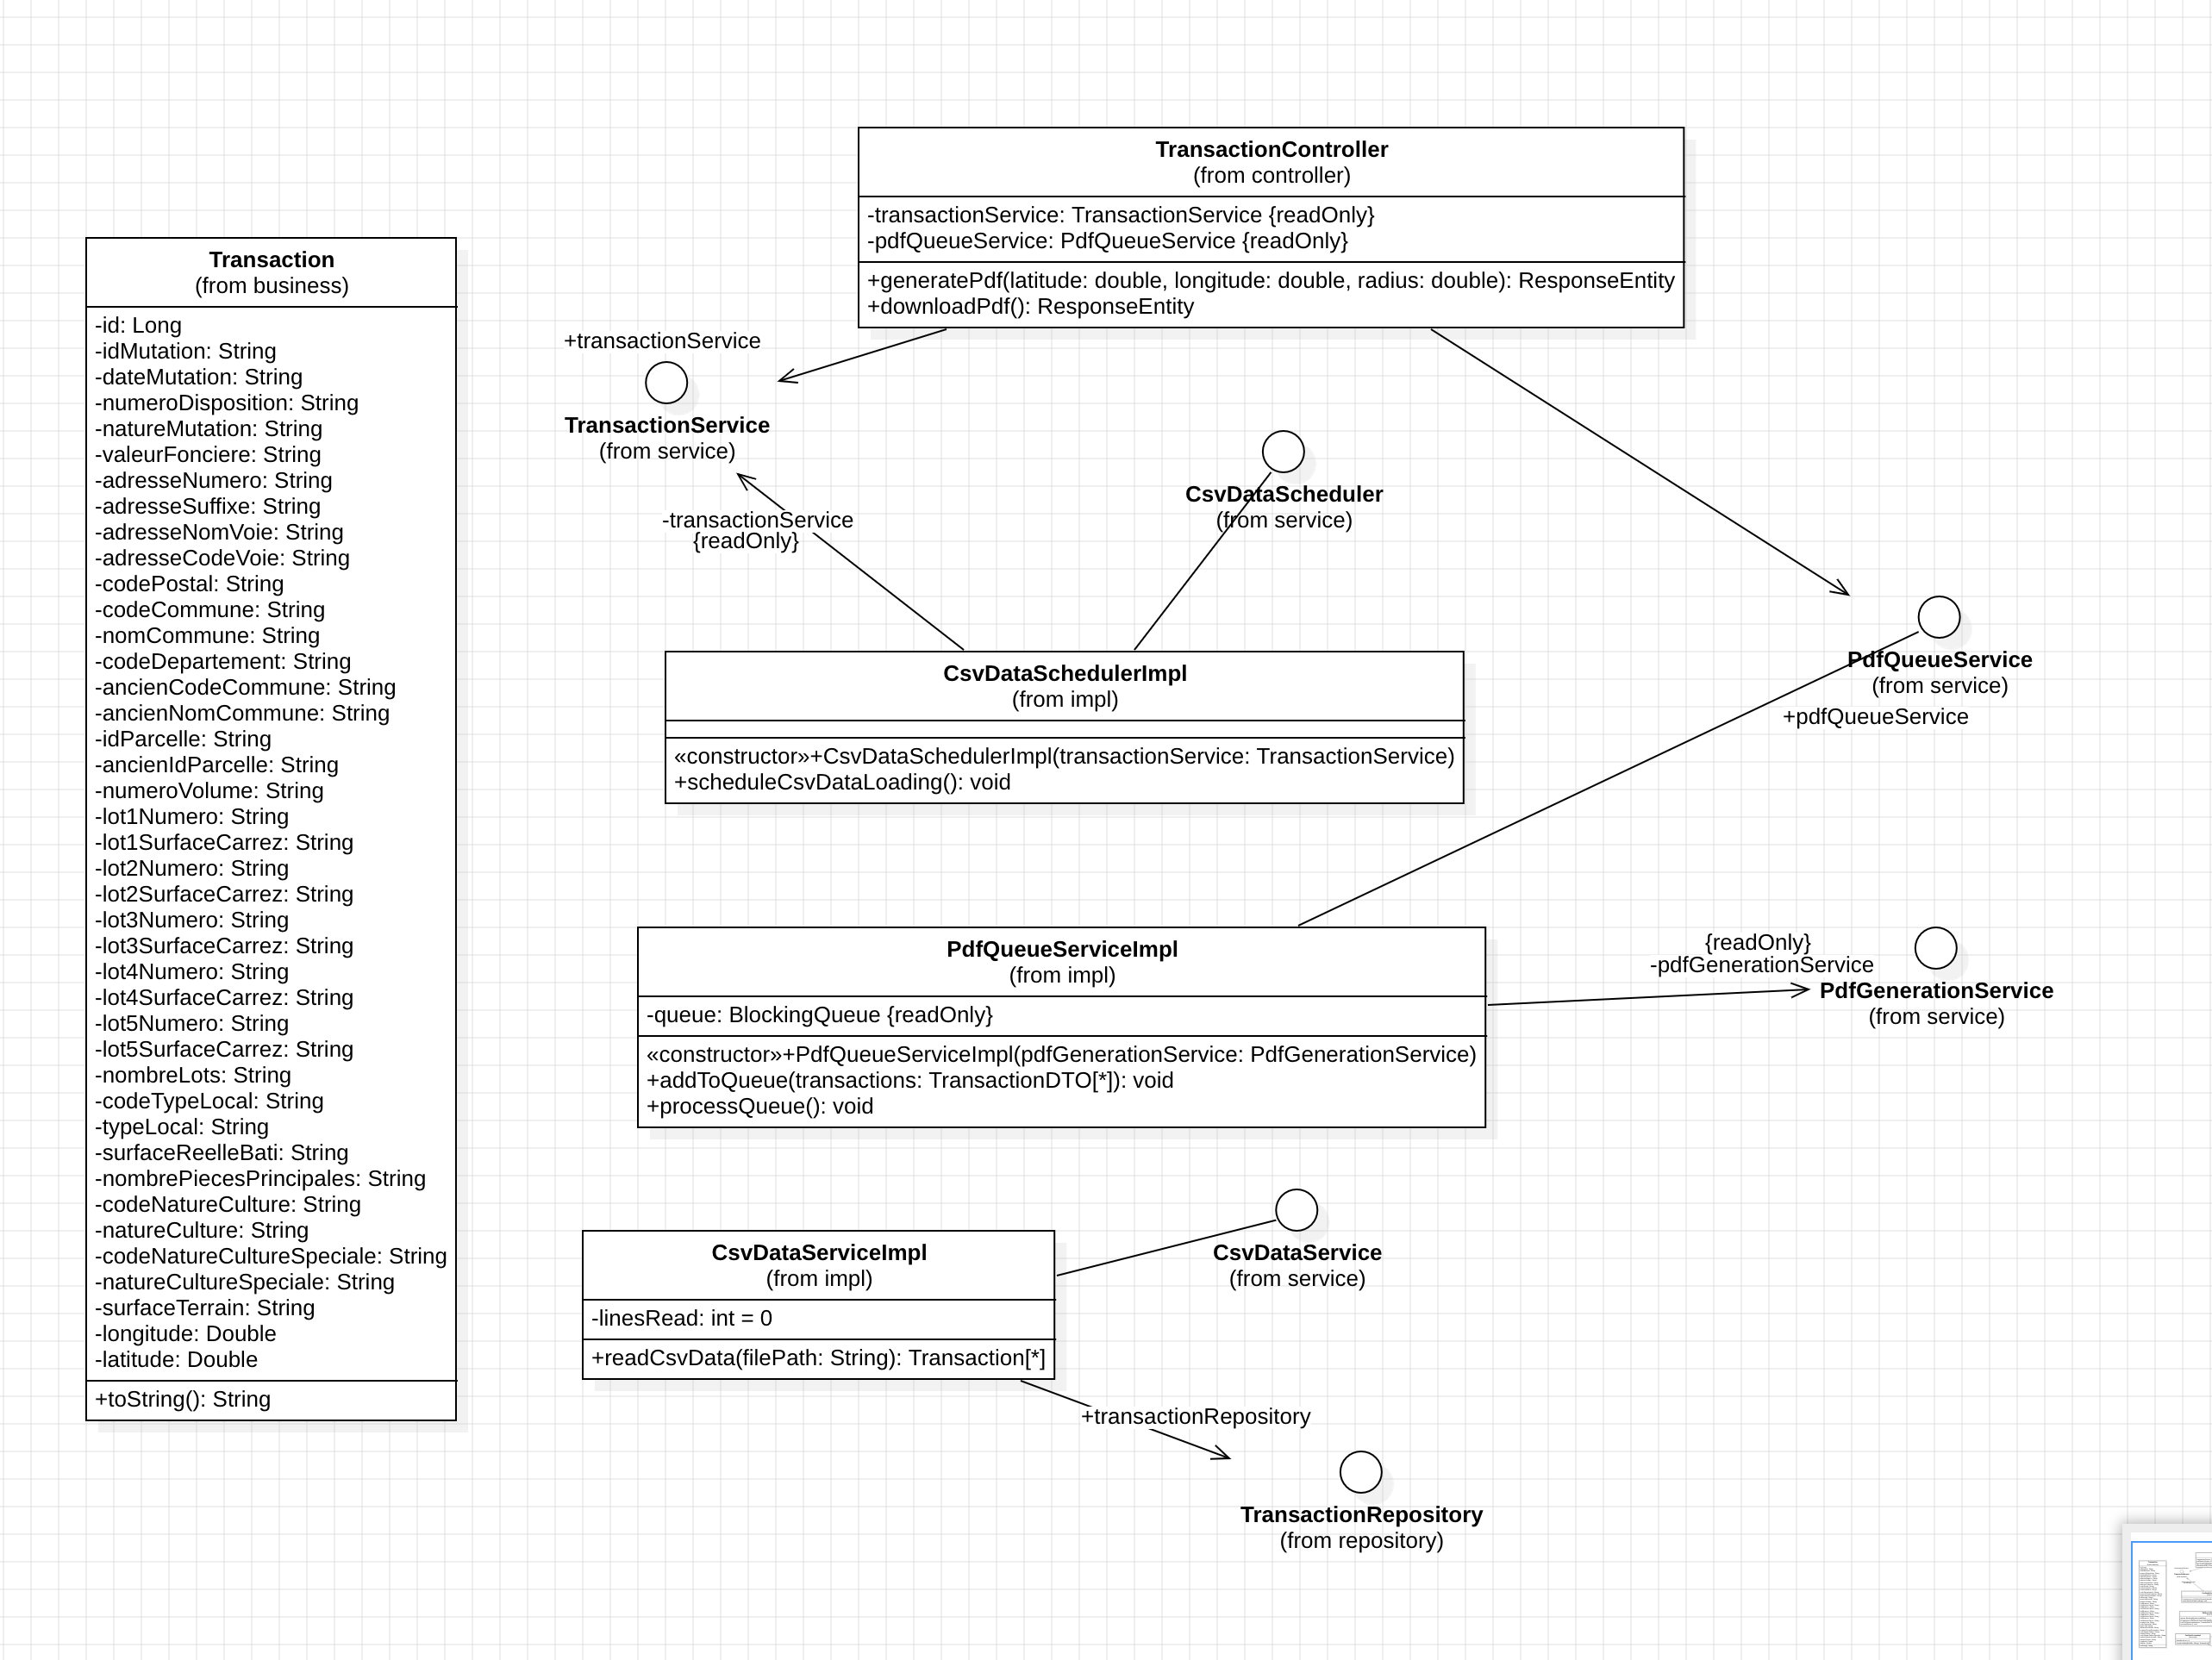 TransactionController
(from controller)
-transactionService: TransactionService {readOnly}
-pdfQueueService: PdfQueueService {readOnly}
+generatePdf(latitude: double, longitude: double, radius: double): ResponseEntity
+downloadPdf(): ResponseEntity
Transaction
(from business)
-id: Long
-idMutation: String
-dateMutation: String
-numeroDisposition: String
-natureMutation: String
-valeurFonciere: String
-adresseNumero: String
-adresseSuffixe: String
-adresseNomVoie: String
-adresseCodeVoie: String
-codePostal: String
-codeCommune: String
-nomCommune: String
-codeDepartement: String
-ancienCodeCommune: String
-ancienNomCommune: String
-idParcelle: String
-ancienIdParcelle: String
-numeroVolume: String
-lot1Numero: String
-lot1SurfaceCarrez: String
-lot2Numero: String
-lot2SurfaceCarrez: String
-lot3Numero: String
-lot3SurfaceCarrez: String
-lot4Numero: String
-lot4SurfaceCarrez: String
-lot5Numero: String
-lot5SurfaceCarrez: String
-nombreLots: String
-codeTypeLocal: String
-typeLocal: String
-surfaceReelleBati: String
-nombrePiecesPrincipales: String
-codeNatureCulture: String
-natureCulture: String
-codeNatureCultureSpeciale: String
-natureCultureSpeciale: String
-surfaceTerrain: String
-longitude: Double
-latitude: Double
+toString(): String
+transactionService
TransactionService
(from service)
-transactionService
{readOnly}
CsvDataScheduler
(from service)
PdfQueueService
(from service)
+pdfQueueService
CsvDataSchedulerImpl
(from impl)
«constructor»+CsvDataSchedulerImpl(transactionService: TransactionService)
+scheduleCsvDataLoading(): void
PdfQueueServiceImpl
(from impl)
-queue: BlockingQueue {readOnly}
«constructor»+PdfQueueServiceImpl(pdfGenerationService: PdfGenerationService)
+addToQueue(transactions: TransactionDTO[*]): void
+processQueue(): void
{readOnly}
-pdfGenerationService
PdfGenerationService
(from service)
CsvDataServiceImpl
(from impl)
-linesRead: int = 0
+readCsvData(filePath: String): Transaction[*]
CsvDataService
(from service)
+transactionRepository
TransactionRepository
(from repository)